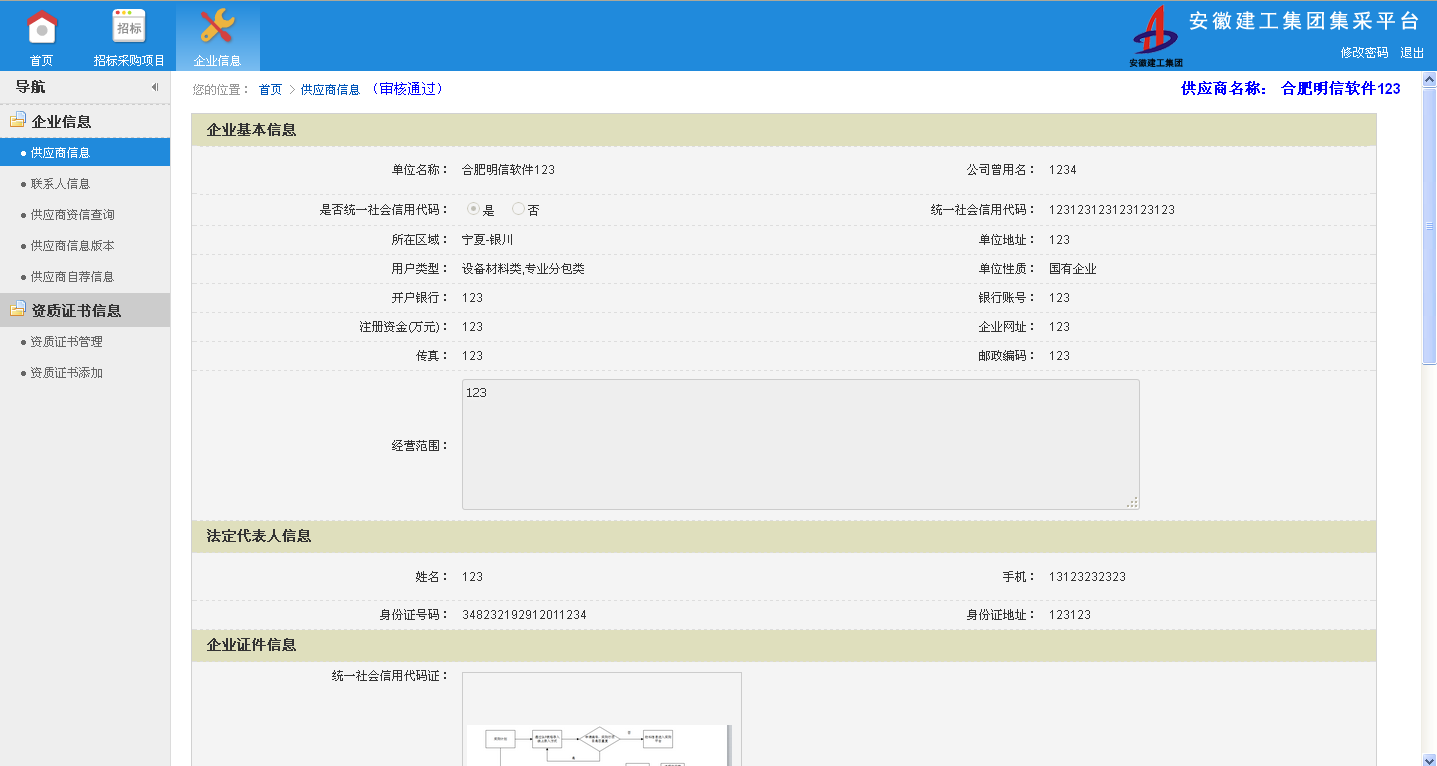 首页
招标
招标采购项目
企业信息
安徽建工集团
安徽建工集团集采平台
修改密码 退出
导航
企业信息
供应商信息
联系人信息
供应商资信查询
供应商信息版本
供应商自荐信息
资质证书信息
资质证书管理
资质证书添加
您的位置： 首页 > 供应商信息 （审核通过） 供应商名称： 合肥明信软件123
企业基本信息
单位名称： 合肥明信软件123 公司曾用名： 1234
是否统一社会信用代码： 是 否 统一社会信用代码： 123123123123123123
所在区域： 宁夏-银川 单位地址： 123
用户类型： 设备材料类,专业分包类 单位性质： 国有企业
开户银行： 123 银行账号： 123
注册资金(万元)： 123 企业网址： 123
传真： 123 邮政编码： 123
经营范围： 123
法定代表人信息
姓名： 123 手机： 13123232323
身份证号码： 348232192912011234 身份证地址： 123123
企业证件信息
统一社会信用代码证：